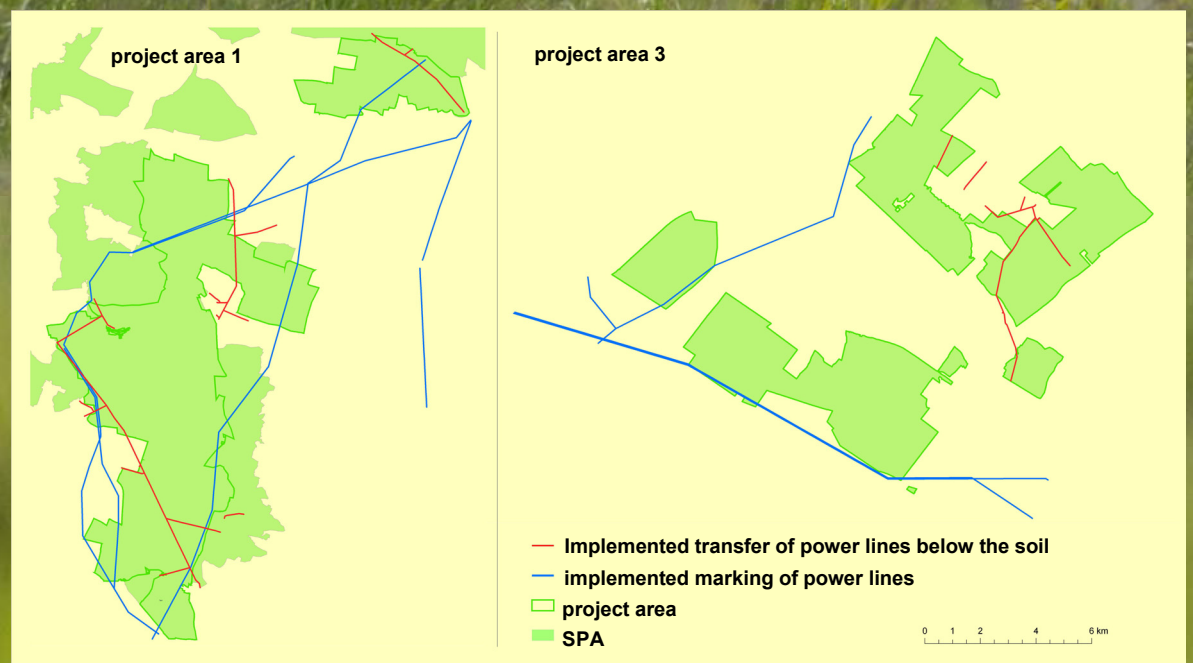 project area 1
project area 3
Implemented transfer of power lines below the soil
implemented marking of power lines
project area
SPA
0 1 2 4 6 km